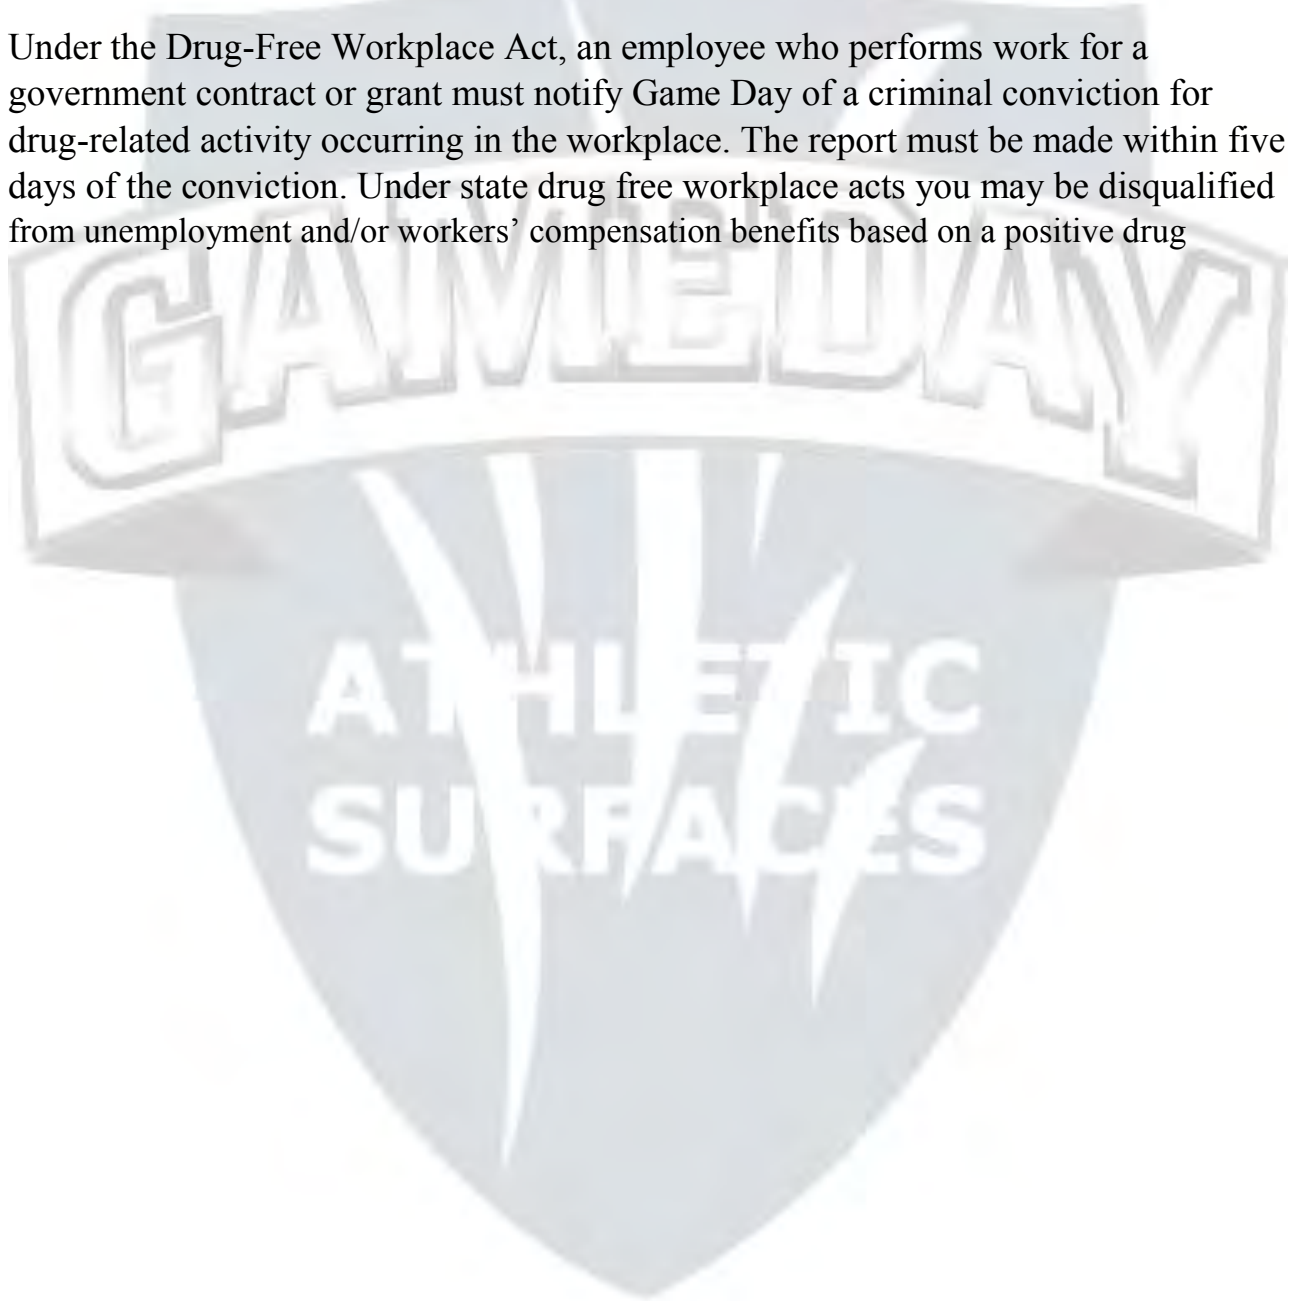 Under the Drug-Free Workplace Act, an employee who performs work for a
government contract or grant must notify Game Day of a criminal conviction for
drug-related activity occurring in the workplace. The report must be made within five
days of the conviction. Under state drug free workplace acts you may be disqualified
from unemployment and/or workers’ compensation benefits based on a positive drug
GAMEDAY
ATHLETIC
SURFACES